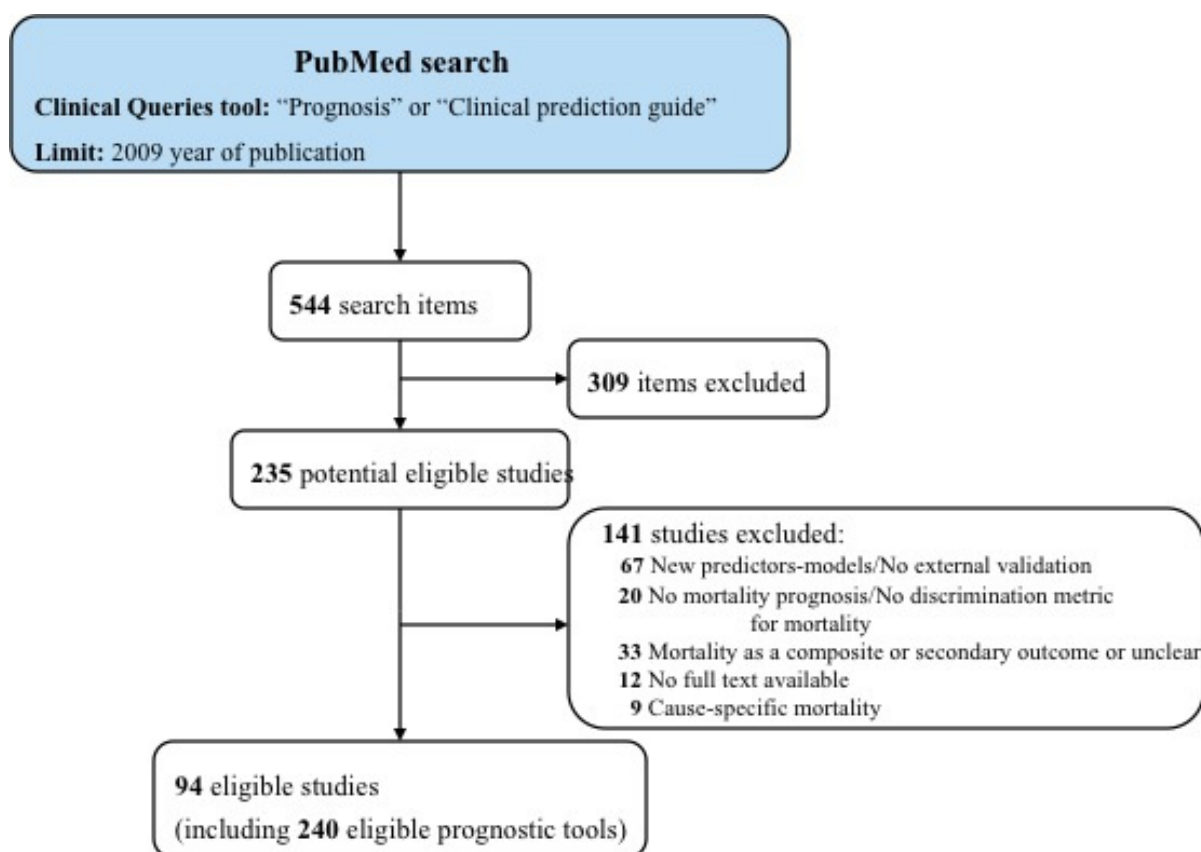 PubMed search
Clinical Queries tool: “Prognosis” or “Clinical prediction guide”
Limit: 2009 year of publication
544 search items
309 items excluded
235 potential eligible studies
141 studies excluded:
67 New predictors-models/No external validation
20 No mortality prognosis/No discrimination metric
for mortality
33 Mortality as a composite or secondary outcome or unclear
12 No full text available
9 Cause-specific mortality
94 eligible studies
(including 240 eligible prognostic tools)